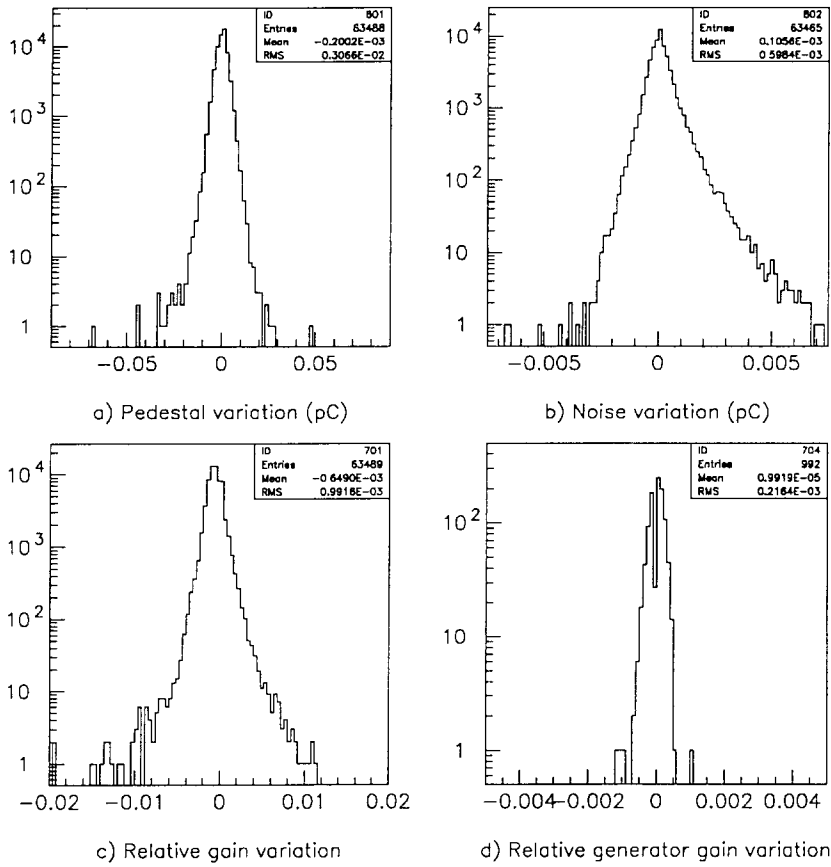 ID 801
Entries 63488
Mean -0.2002E-03
RMS 0.3066E-02
10^4
10^3
10^2
10
1
-0.05 0 0.05
a) Pedestal variation (pC)
ID 802
Entries 63465
Mean 0.1056E-03
RMS 0.5984E-03
10^4
10^3
10^2
10
1
-0.005 0 0.005
b) Noise variation (pC)
ID 701
Entries 63489
Mean -0.6490E-03
RMS 0.9916E-03
10^4
10^3
10^2
10
1
-0.02 -0.01 0 0.01 0.02
c) Relative gain variation
ID 704
Entries 992
Mean 0.9919E-05
RMS 0.2164E-03
10^2
10
1
-0.004 -0.002 0 0.002 0.004
d) Relative generator gain variation